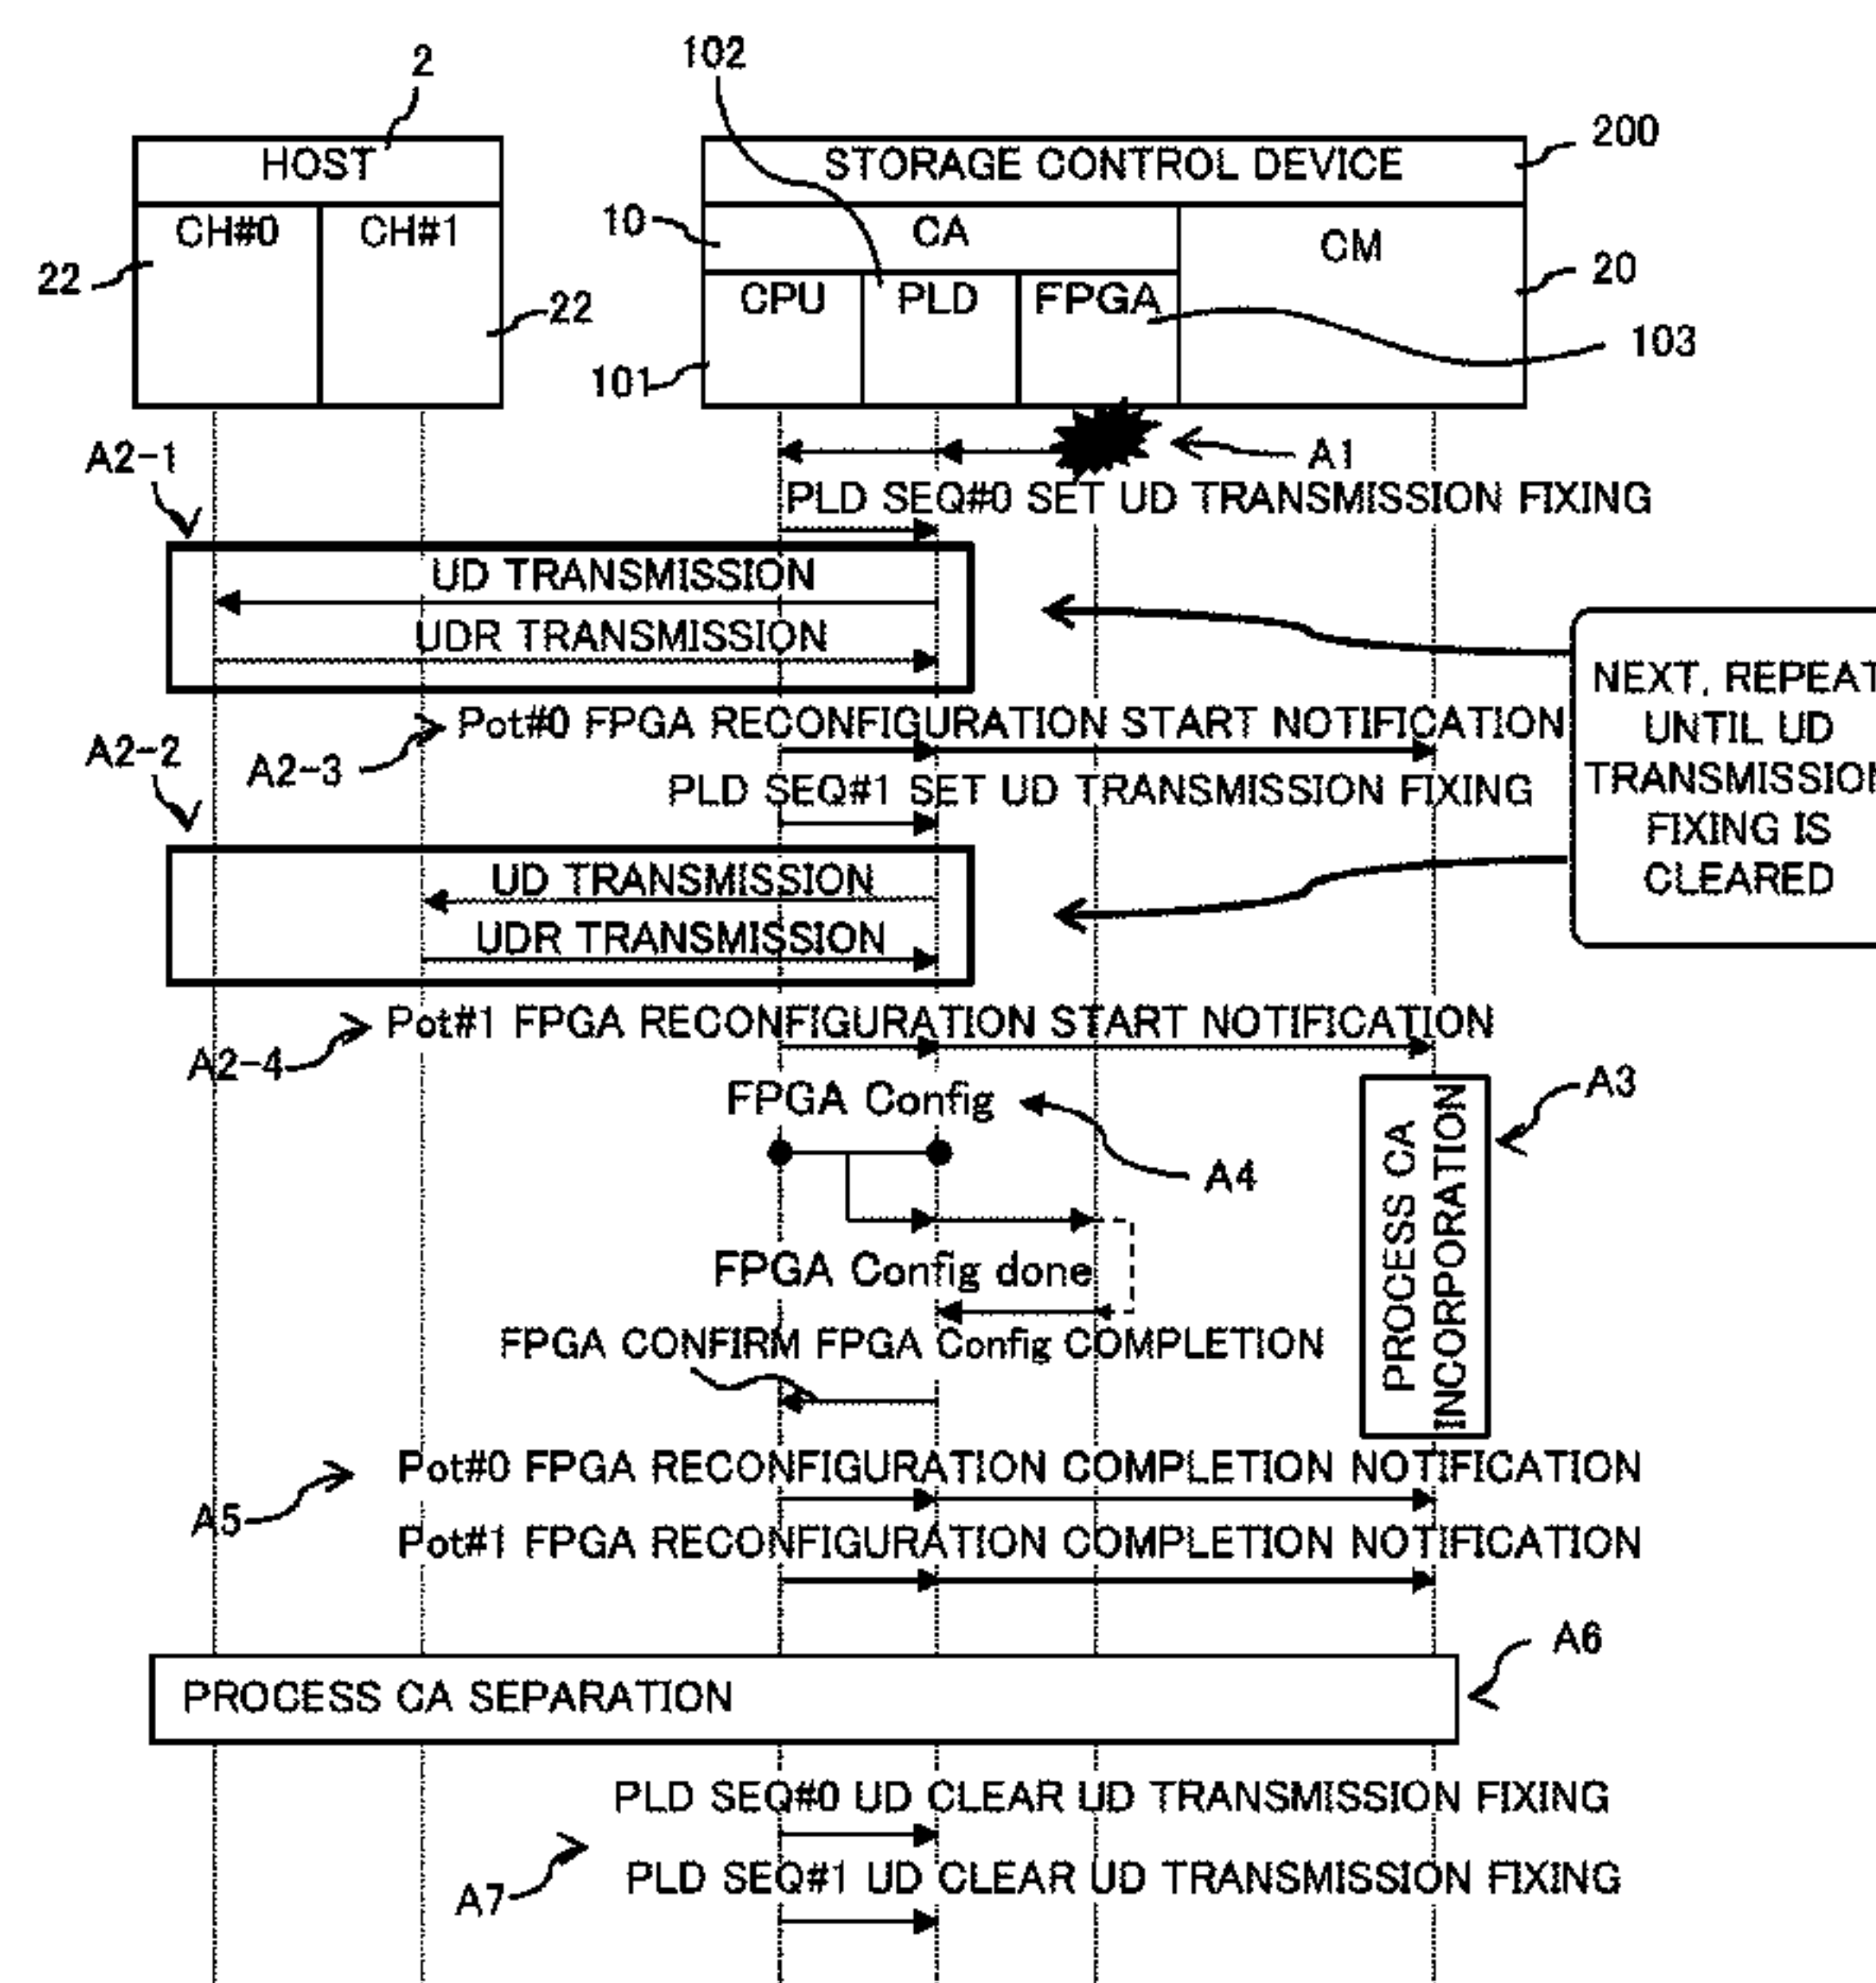 2
102
HOST
STORAGE CONTROL DEVICE
200
CH#0
CH#1
10
CA
CM
22
22
CPU
PLD
FPGA
20
101
103
A1
A2-1
PLD SEQ#0 SET UD TRANSMISSION FIXING
UD TRANSMISSION
UDR TRANSMISSION
NEXT, REPEAT
UNTIL UD
TRANSMISSION
FIXING IS
CLEARED
Pot#0 FPGA RECONFIGURATION START NOTIFICATION
A2-2
A2-3
PLD SEQ#1 SET UD TRANSMISSION FIXING
UD TRANSMISSION
UDR TRANSMISSION
Pot#1 FPGA RECONFIGURATION START NOTIFICATION
A2-4
FPGA Config
A3
A4
PROCESS CA
INCORPORATION
FPGA Config done
FPGA CONFIRM FPGA Config COMPLETION
Pot#0 FPGA RECONFIGURATION COMPLETION NOTIFICATION
A5
Pot#1 FPGA RECONFIGURATION COMPLETION NOTIFICATION
A6
PROCESS CA SEPARATION
PLD SEQ#0 UD CLEAR UD TRANSMISSION FIXING
PLD SEQ#1 UD CLEAR UD TRANSMISSION FIXING
A7